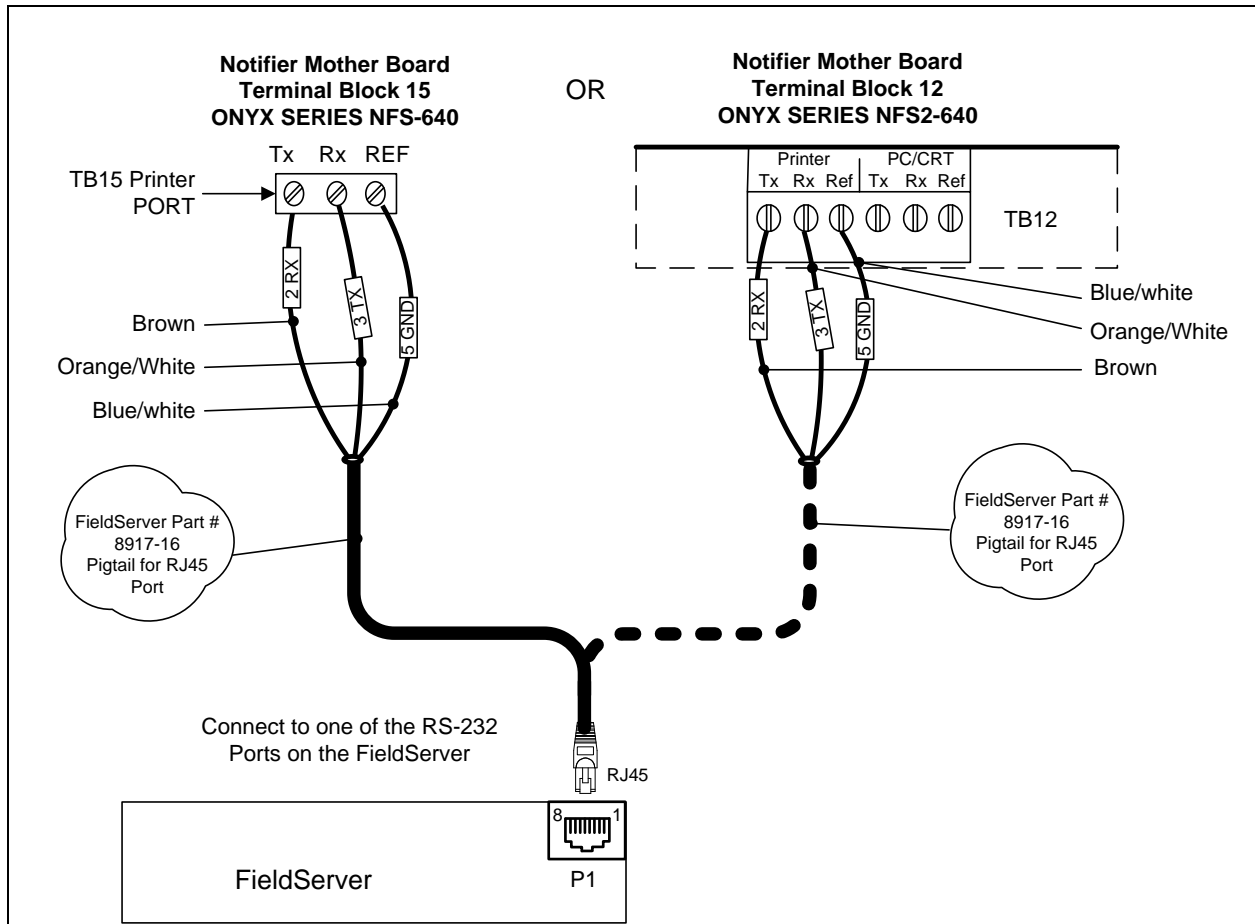 Notifier Mother Board
Terminal Block 15
ONYX SERIES NFS-640
OR
Notifier Mother Board
Terminal Block 12
ONYX SERIES NFS2-640
Tx Rx REF
TB15 Printer
PORT
2 RX
3 TX
5 GND
Brown
Orange/White
Blue/white
Printer PC/CRT
Tx Rx Ref Tx Rx Ref
TB12
2 RX
3 TX
5 GND
Blue/white
Orange/White
Brown
FieldServer Part #
8917-16
Pigtail for RJ45
Port
FieldServer Part #
8917-16
Pigtail for RJ45
Port
Connect to one of the RS-232
Ports on the FieldServer
RJ45
8 1
P1
FieldServer